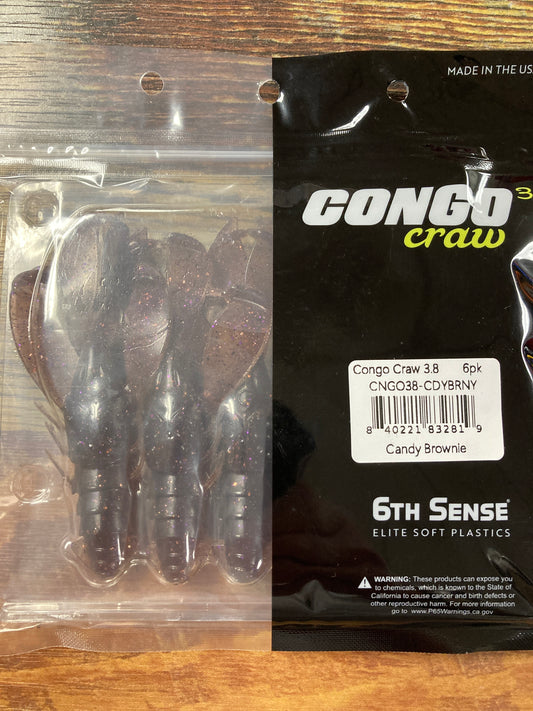 MADE IN THE USA
CONGO 3
craw
Congo Craw 3.8 6pk
CNGO38-CDYBRNY
8 40221 83281 9
Candy Brownie
6TH SENSE®
ELITE SOFT PLASTICS
WARNING: These products can expose you
to chemicals, which is known to the State of
California to cause cancer and birth defects or
other reproductive harm. For more information
go to www.P65Warnings.ca.gov